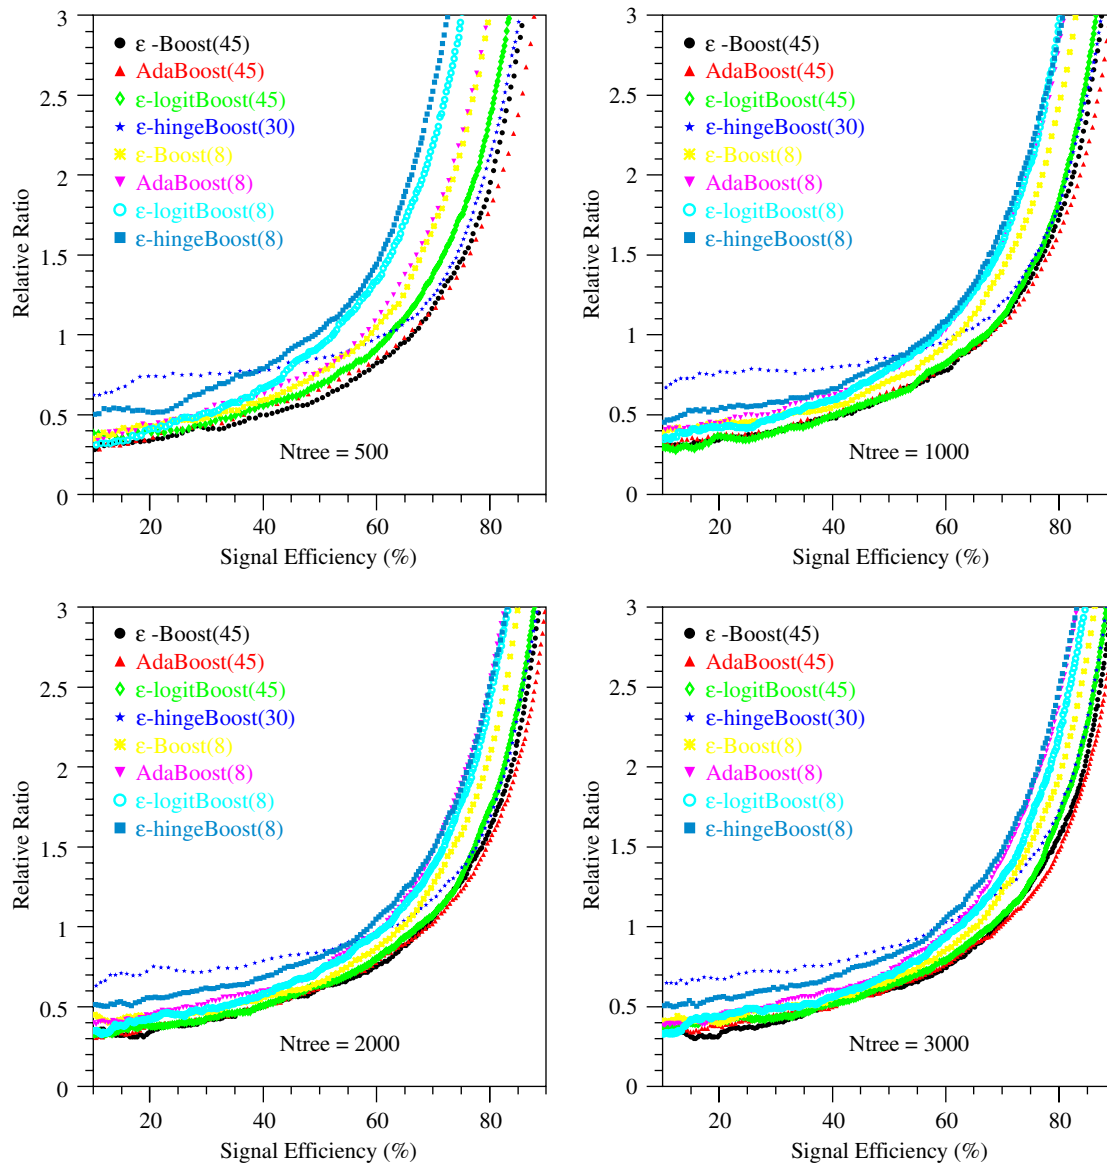 3
2.5
2
1.5
1
0.5
0
Relative Ratio
ε -Boost(45)
AdaBoost(45)
ε-logitBoost(45)
ε-hingeBoost(30)
ε-Boost(8)
AdaBoost(8)
ε-logitBoost(8)
ε-hingeBoost(8)
Ntree = 500
20 40 60 80
Signal Efficiency (%)
3
2.5
2
1.5
1
0.5
0
Relative Ratio
ε -Boost(45)
AdaBoost(45)
ε-logitBoost(45)
ε-hingeBoost(30)
ε-Boost(8)
AdaBoost(8)
ε-logitBoost(8)
ε-hingeBoost(8)
Ntree = 1000
20 40 60 80
Signal Efficiency (%)
3
2.5
2
1.5
1
0.5
0
Relative Ratio
ε -Boost(45)
AdaBoost(45)
ε-logitBoost(45)
ε-hingeBoost(30)
ε-Boost(8)
AdaBoost(8)
ε-logitBoost(8)
ε-hingeBoost(8)
Ntree = 2000
20 40 60 80
Signal Efficiency (%)
3
2.5
2
1.5
1
0.5
0
Relative Ratio
ε -Boost(45)
AdaBoost(45)
ε-logitBoost(45)
ε-hingeBoost(30)
ε-Boost(8)
AdaBoost(8)
ε-logitBoost(8)
ε-hingeBoost(8)
Ntree = 3000
20 40 60 80
Signal Efficiency (%)